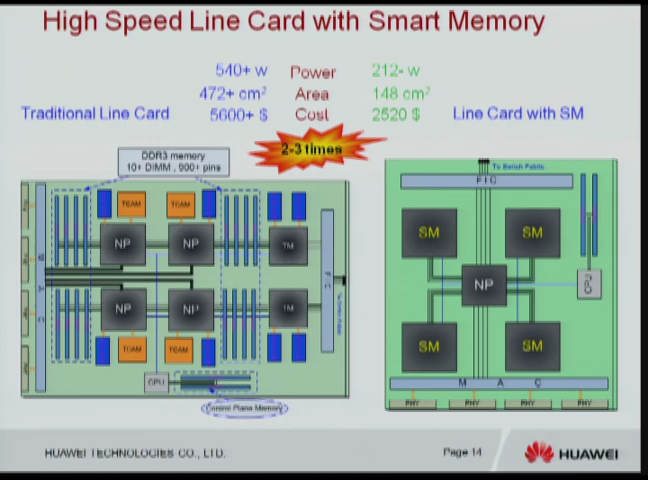 High Speed Line Card with Smart Memory
540+ w Power 212- w
472+ cm² Area 148 cm²
Traditional Line Card 5600+ $ Cost 2520 $ Line Card with SM
2-3 times
DDR3 memory
10+ DIMM , 900+ pins
To Switch Fabric
FIC
TCAM TCAM
SM SM
NP NP TM
NP
CPU
NP NP TM
SM SM
TCAM TCAM
CPU
M A C
Control Plane Memory
PHY PHY PHY PHY
HUAWEI TECHNOLOGIES CO., LTD.
Page 14
HUAWEI